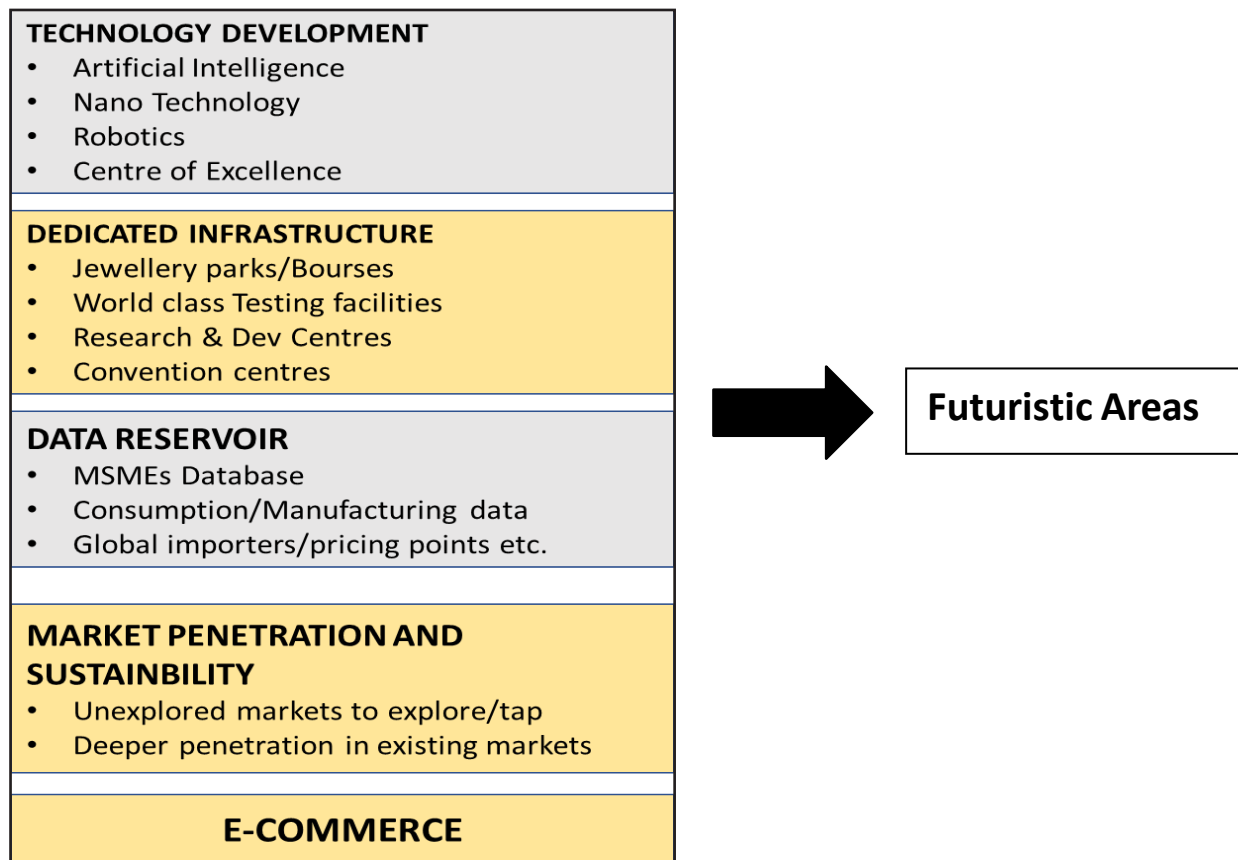 TECHNOLOGY DEVELOPMENT
• Artificial Intelligence
• Nano Technology
• Robotics
• Centre of Excellence
DEDICATED INFRASTRUCTURE
• Jewellery parks/Bourses
• World class Testing facilities
• Research & Dev Centres
• Convention centres
DATA RESERVOIR
• MSMEs Database
• Consumption/Manufacturing data
• Global importers/pricing points etc.
MARKET PENETRATION AND
SUSTAINBILITY
• Unexplored markets to explore/tap
• Deeper penetration in existing markets
E-COMMERCE
Futuristic Areas